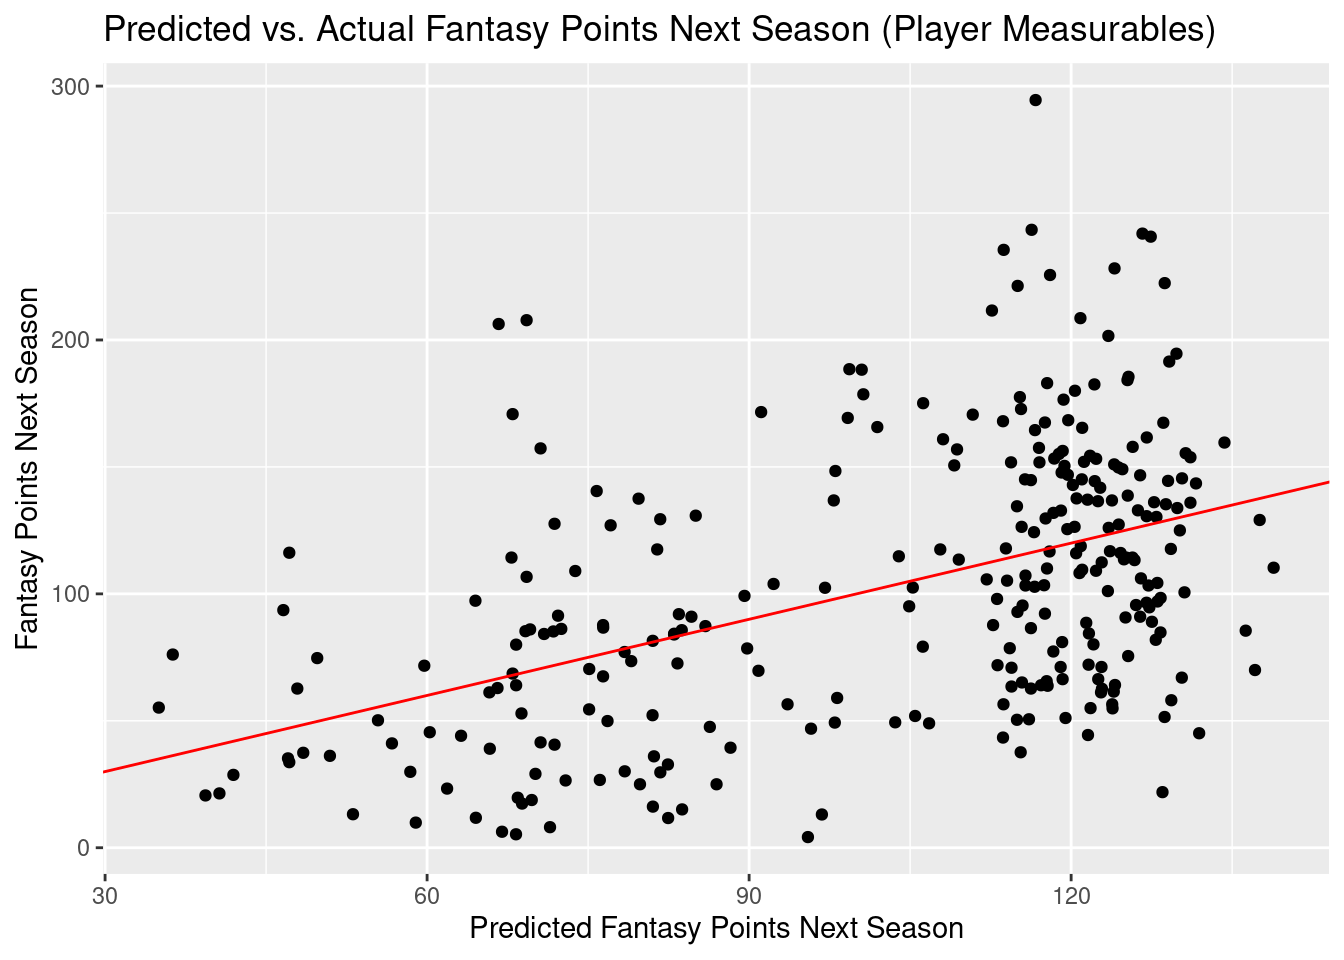 Predicted vs. Actual Fantasy Points Next Season (Player Measurables)
300
200
100
0
Fantasy Points Next Season
30 60 90 120
Predicted Fantasy Points Next Season